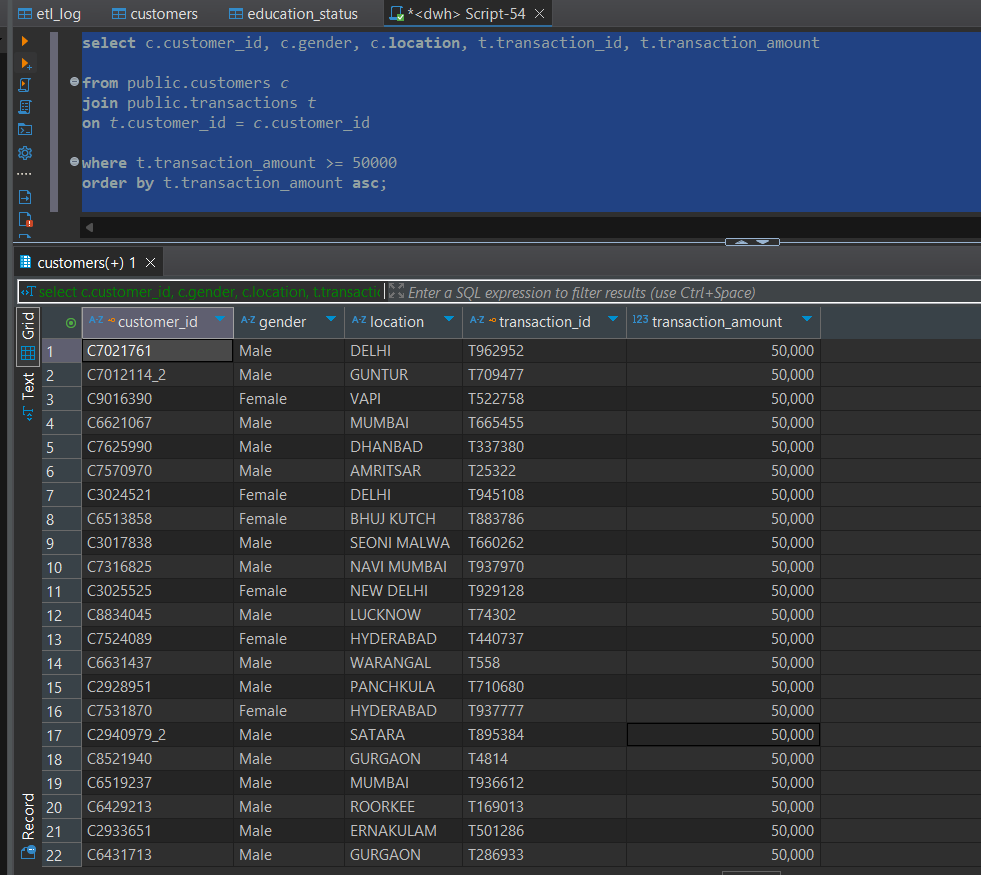 etl_log customers education_status *<dwh> Script-54
select c.customer_id, c.gender, c.location, t.transaction_id, t.transaction_amount
from public.customers c
join public.transactions t
on t.customer_id = c.customer_id
where t.transaction_amount >= 50000
order by t.transaction_amount asc;
customers(+) 1
select c.customer_id, c.gender, c.location, t.transactic Enter a SQL expression to filter results (use Ctrl+Space)
Grid
Text
Record
A-Z customer_id A-Z gender A-Z location A-Z transaction_id 123 transaction_amount
1 C7021761 Male DELHI T962952 50,000
2 C7012114_2 Male GUNTUR T709477 50,000
3 C9016390 Female VAPI T522758 50,000
4 C6621067 Male MUMBAI T665455 50,000
5 C7625990 Male DHANBAD T337380 50,000
6 C7570970 Male AMRITSAR T25322 50,000
7 C3024521 Female DELHI T945108 50,000
8 C6513858 Female BHUJ KUTCH T883786 50,000
9 C3017838 Male SEONI MALWA T660262 50,000
10 C7316825 Male NAVI MUMBAI T937970 50,000
11 C3025525 Female NEW DELHI T929128 50,000
12 C8834045 Male LUCKNOW T74302 50,000
13 C7524089 Female HYDERABAD T440737 50,000
14 C6631437 Male WARANGAL T558 50,000
15 C2928951 Male PANCHKULA T710680 50,000
16 C7531870 Female HYDERABAD T937777 50,000
17 C2940979_2 Male SATARA T895384 50,000
18 C8521940 Male GURGAON T4814 50,000
19 C6519237 Male MUMBAI T936612 50,000
20 C6429213 Male ROORKEE T169013 50,000
21 C2933651 Male ERNAKULAM T501286 50,000
22 C6431713 Male GURGAON T286933 50,000